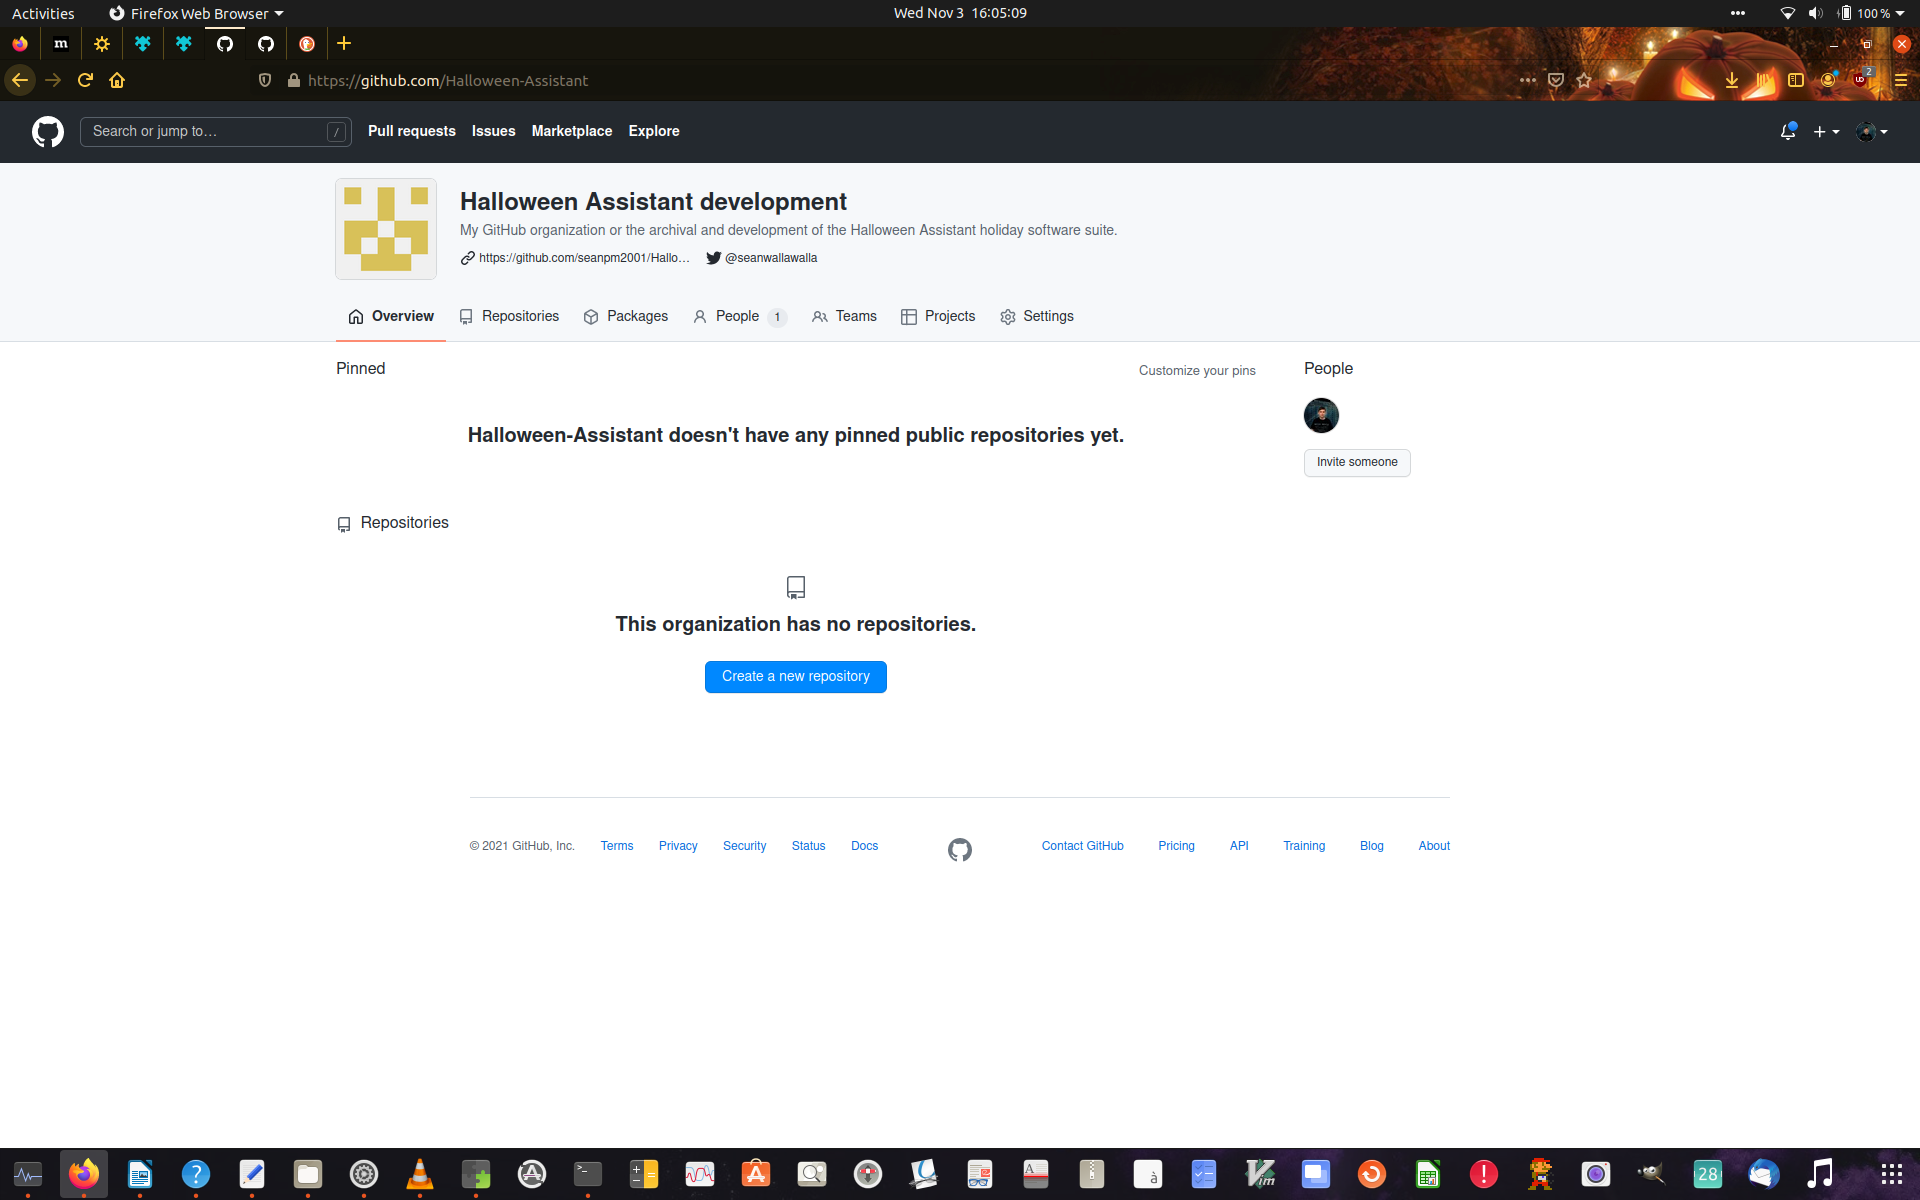 Activities Firefox Web Browser Wed Nov 3 16:05:09 100 %
m
https://github.com/Halloween-Assistant 2
Search or jump to… / Pull requests Issues Marketplace Explore
Halloween Assistant development
My GitHub organization or the archival and development of the Halloween Assistant holiday software suite.
https://github.com/seanpm2001/Hallo… @seanwallawalla
Overview Repositories Packages People 1 Teams Projects Settings
Pinned Customize your pins People
Halloween-Assistant doesn't have any pinned public repositories yet.
Invite someone
Repositories
This organization has no repositories.
Create a new repository
© 2021 GitHub, Inc. Terms Privacy Security Status Docs Contact GitHub Pricing API Training Blog About
? >_ A à Vim ! 28